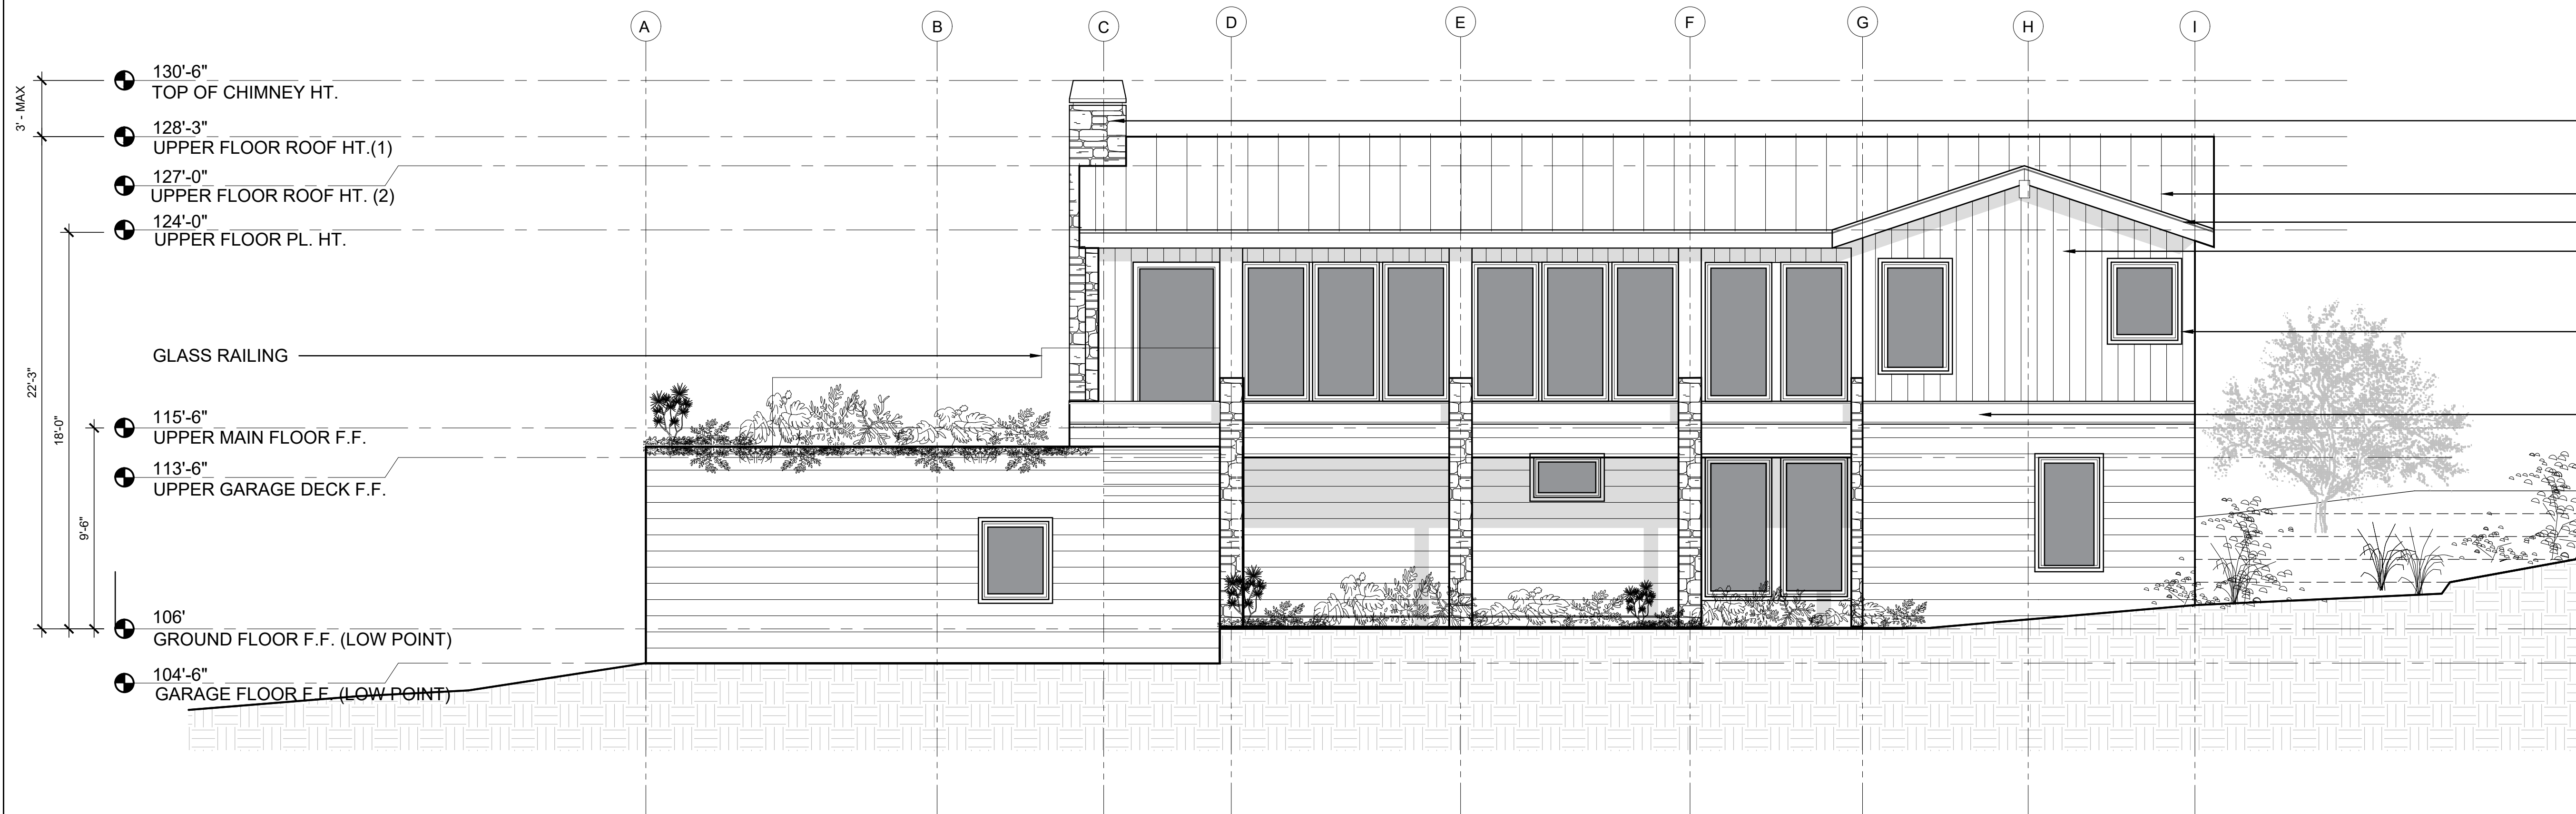 A B C D E F G H I
130'-6"
TOP OF CHIMNEY HT.
3' - MAX
128'-3"
UPPER FLOOR ROOF HT.(1)
127'-0"
UPPER FLOOR ROOF HT. (2)
124'-0"
UPPER FLOOR PL. HT.
GLASS RAILING
22'-3"
18'-0"
115'-6"
UPPER MAIN FLOOR F.F.
113'-6"
UPPER GARAGE DECK F.F.
9'-6"
106'
GROUND FLOOR F.F. (LOW POINT)
104'-6"
GARAGE FLOOR F.F. (LOW POINT)